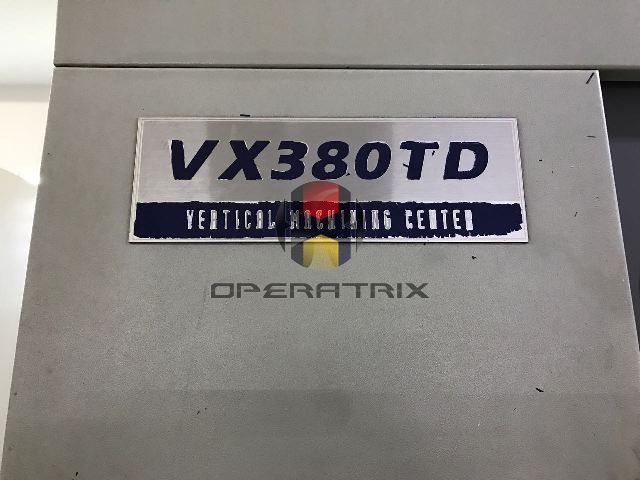 VX380TD
VERTICAL MACHINING CENTER
OPERATRIX